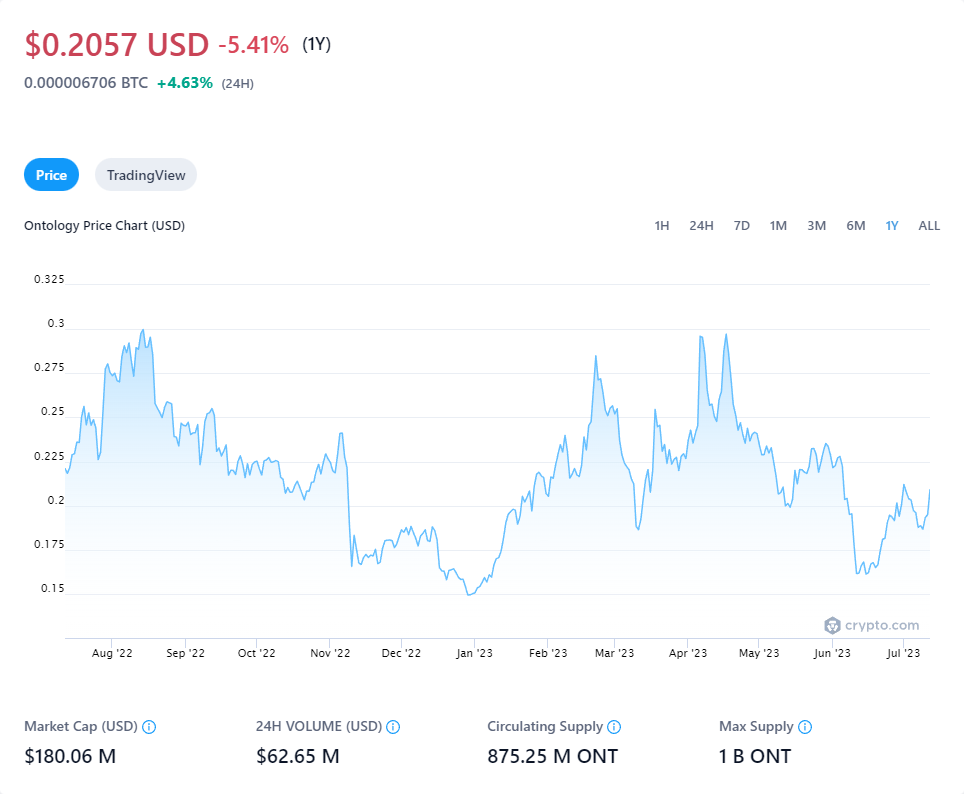 $0.2057 USD -5.41% (1Y)
0.000006706 BTC +4.63% (24H)
Price TradingView
Ontology Price Chart (USD) 1H 24H 7D 1M 3M 6M 1Y ALL
0.325
0.3
0.275
0.25
0.225
0.2
0.175
0.15
crypto.com
Aug '22 Sep '22 Oct '22 Nov '22 Dec '22 Jan '23 Feb '23 Mar '23 Apr '23 May '23 Jun '23 Jul '23
Market Cap (USD) 24H VOLUME (USD) Circulating Supply Max Supply
$180.06 M $62.65 M 875.25 M ONT 1 B ONT